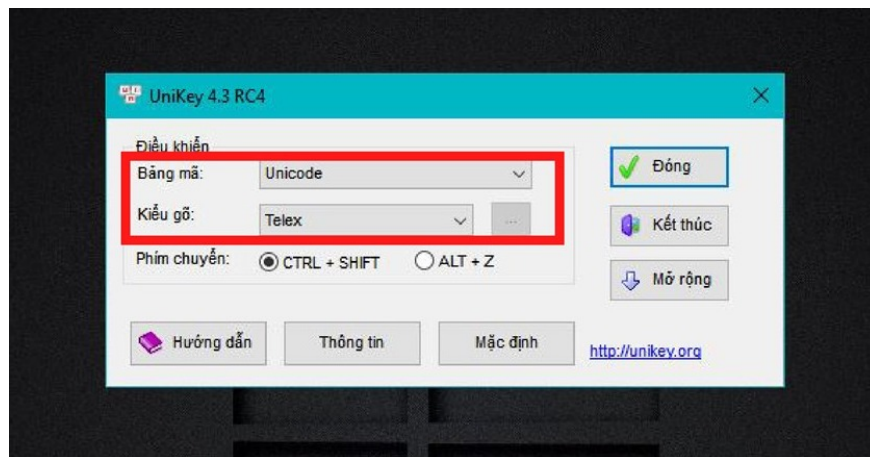 UniKey 4.3 RC4
Điều khiển
Bảng mã: Unicode
Kiểu gõ: Telex ...
Phím chuyển: CTRL + SHIFT ALT + Z
Đóng
Kết thúc
Mở rộng
Hướng dẫn Thông tin Mặc định http://unikey.org